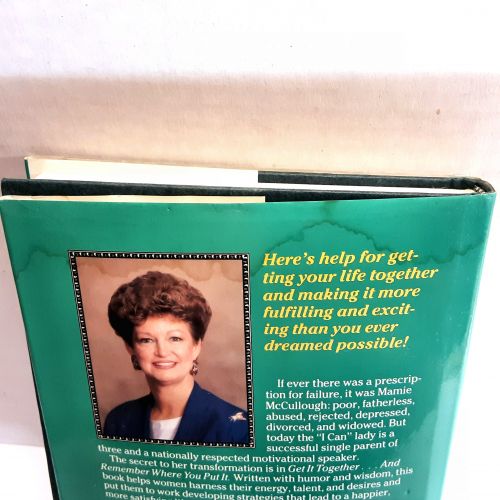 Here's help for get-
ting your life together
and making it more
fulfilling and excit-
ing than you ever
dreamed possible!
If ever there was a prescrip-
tion for failure, it was Mamie
McCullough: poor, fatherless,
abused, rejected, depressed,
divorced, and widowed. But
today the "I Can" lady is a
successful single parent of
three and a nationally respected motivational speaker.
The secret to her transformation is in Get It Together . . . And
Remember Where You Put It. Written with humor and wisdom, this
book helps women harness their energy, talent, and desires and
put them to work developing strategies that lead to a happier,
more